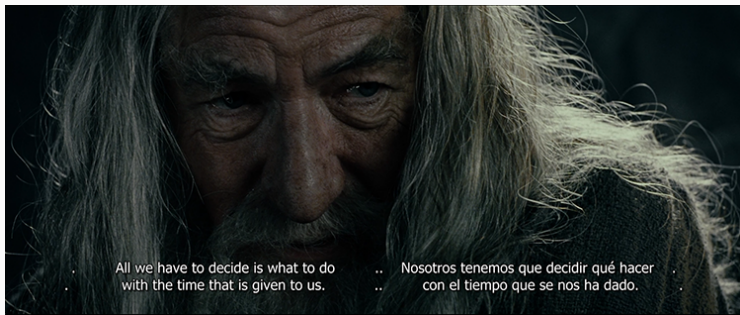 . All we have to decide is what to do .. Nosotros tenemos que decidir qué hacer .
. with the time that is given to us. .. con el tiempo que se nos ha dado. .